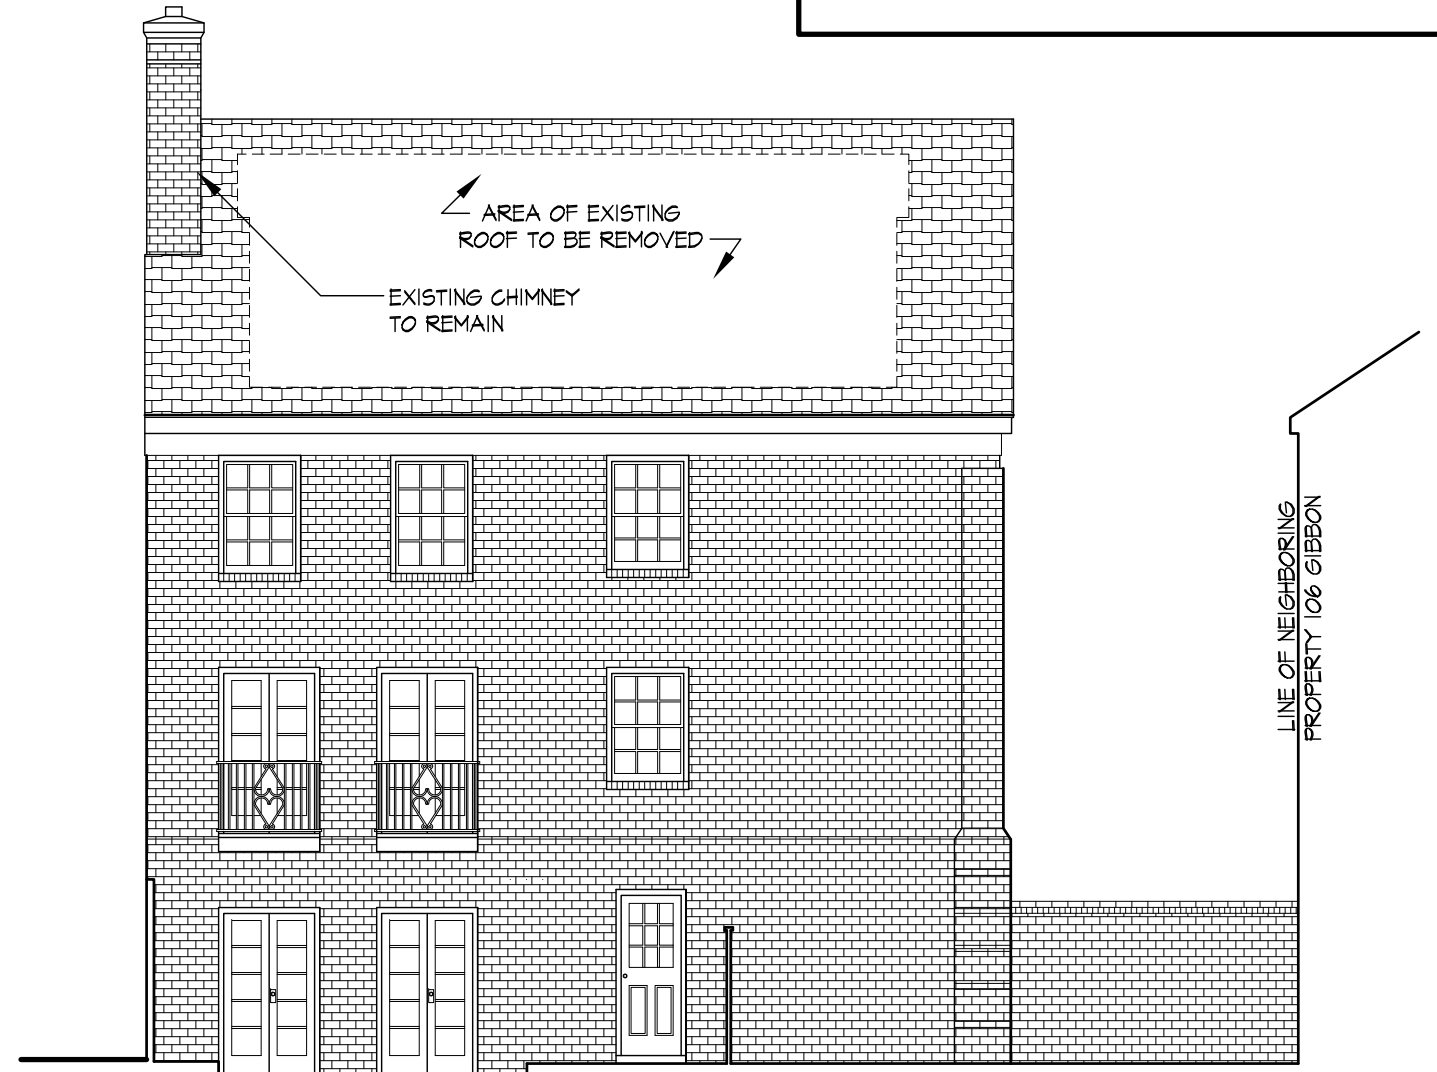 AREA OF EXISTING
ROOF TO BE REMOVED
EXISTING CHIMNEY
TO REMAIN
LINE OF NEIGHBORING
PROPERTY 106 GIBBON